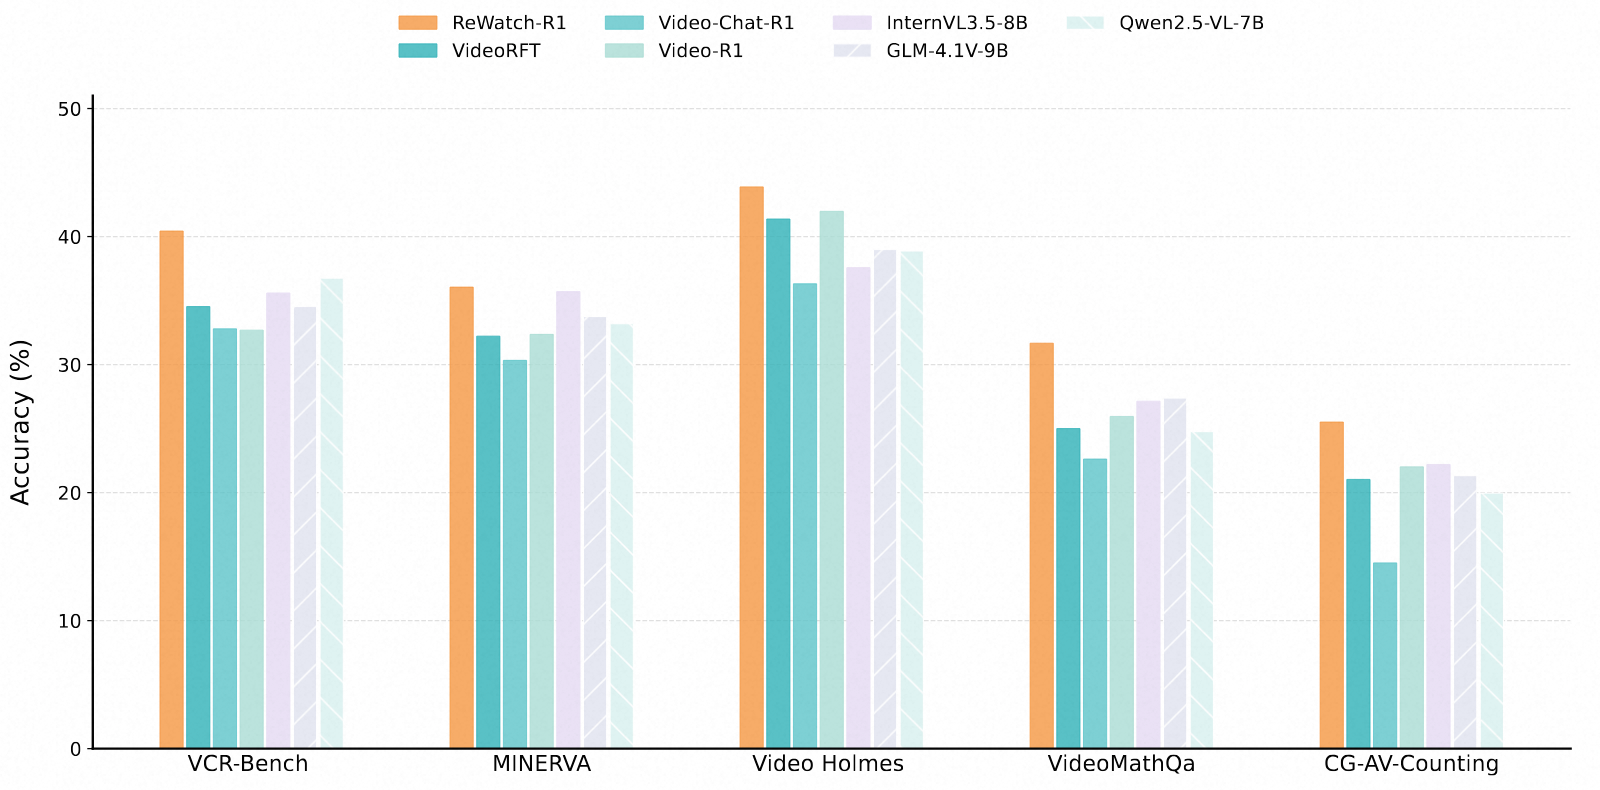 ReWatch-R1 Video-Chat-R1 InternVL3.5-8B Qwen2.5-VL-7B
VideoRFT Video-R1 GLM-4.1V-9B
Accuracy (%)
50
40
30
20
10
0
VCR-Bench MINERVA Video Holmes VideoMathQa CG-AV-Counting